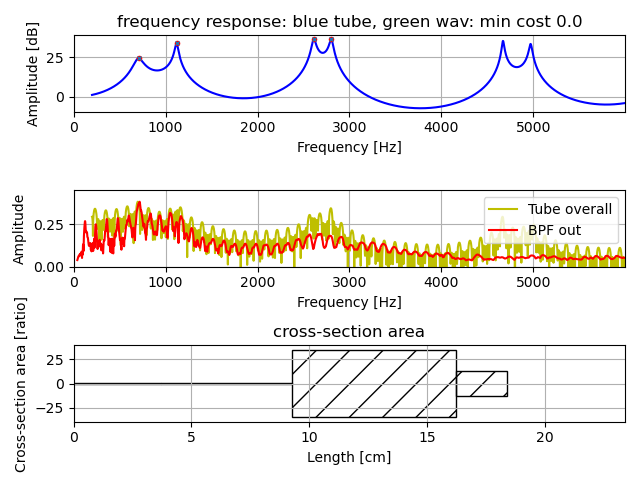 frequency response: blue tube, green wav: min cost 0.0
Amplitude [dB]
25
0
0 1000 2000 3000 4000 5000
Frequency [Hz]
Amplitude
0.25
0.00
Tube overall
BPF out
0 1000 2000 3000 4000 5000
Frequency [Hz]
cross-section area
Cross-section area [ratio]
25
0
−25
0 5 10 15 20
Length [cm]